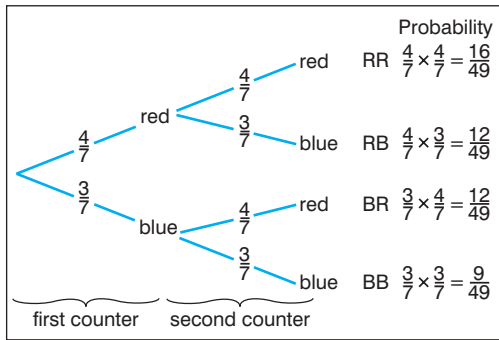 Probability
4/7 red RR 4/7 × 4/7 = 16/49
red
4/7 3/7 blue RB 4/7 × 3/7 = 12/49
3/7 4/7 red BR 3/7 × 4/7 = 12/49
blue
3/7 blue BB 3/7 × 3/7 = 9/49
first counter second counter